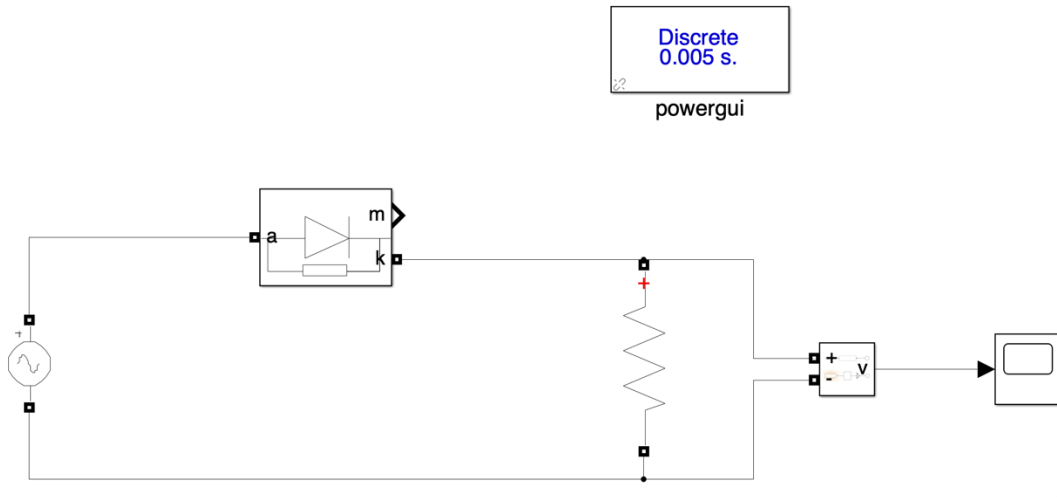 Discrete
0.005 s.
powergui
m
a
k
+
+
+
-
v